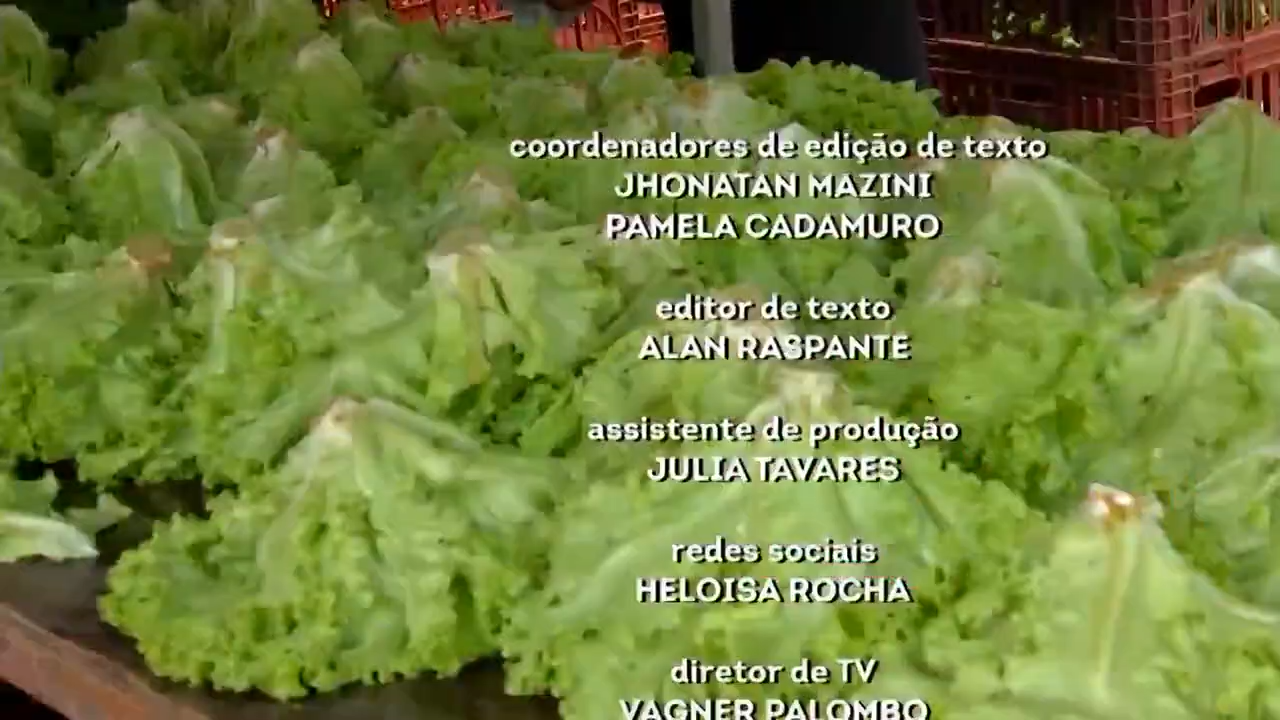 coordenadores de edição de texto
JHONATAN MAZINI
PAMELA CADAMURO
editor de texto
ALAN RASPANTE
assistente de produção
JULIA TAVARES
redes sociais
HELOISA ROCHA
diretor de TV
VAGNER PALOMBO